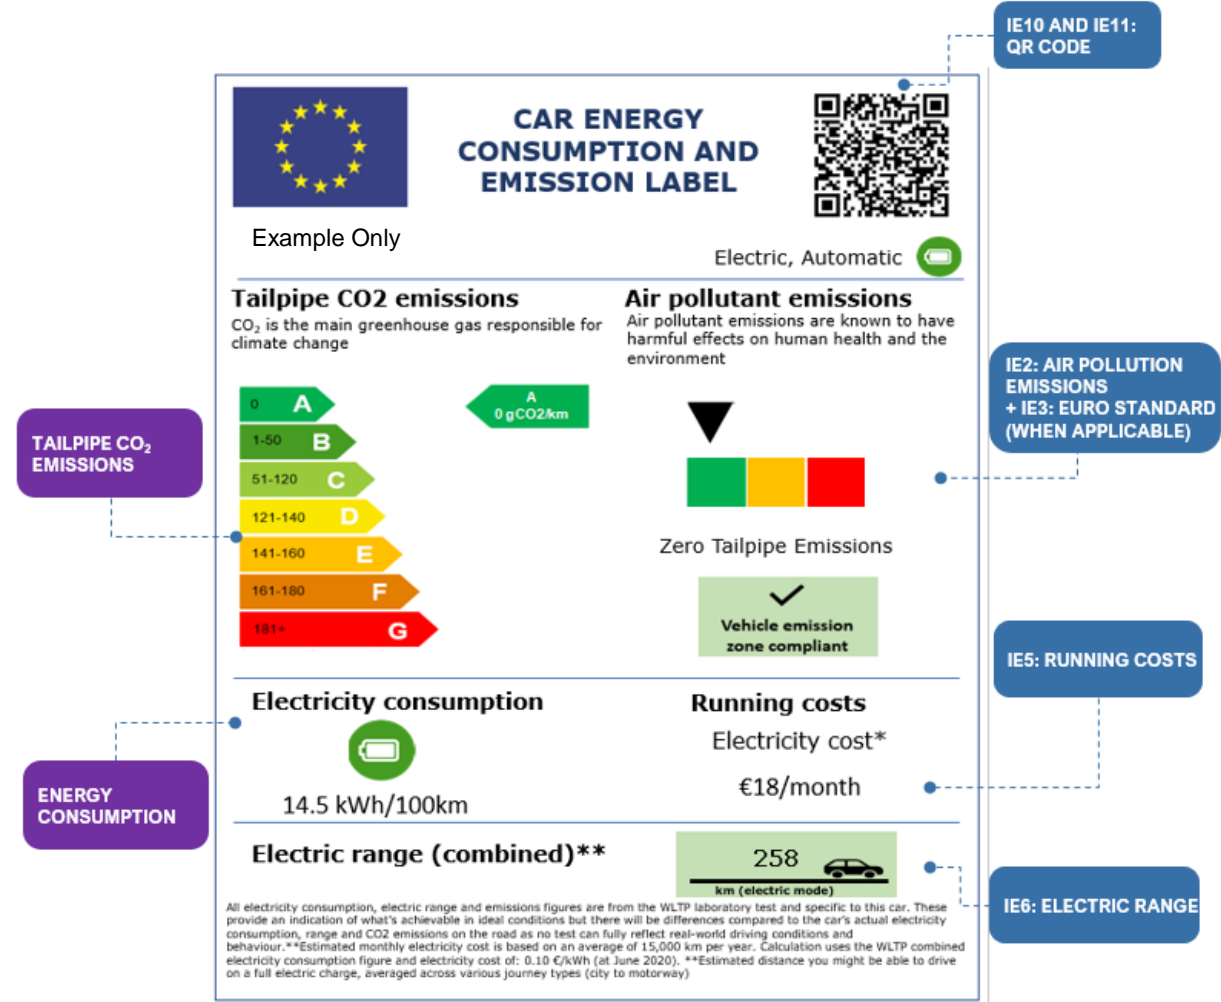 IE10 AND IE11:
QR CODE
CAR ENERGY
CONSUMPTION AND
EMISSION LABEL
Example Only
Electric, Automatic
Tailpipe CO2 emissions
CO₂ is the main greenhouse gas responsible for
climate change
Air pollutant emissions
Air pollutant emissions are known to have
harmful effects on human health and the
environment
IE2: AIR POLLUTION
EMISSIONS
+ IE3: EURO STANDARD
(WHEN APPLICABLE)
TAILPIPE CO₂
EMISSIONS
0 A
1-50 B
51-120 C
121-140 D
141-160 E
161-180 F
181+ G
A
0 gCO2/km
Zero Tailpipe Emissions
Vehicle emission
zone compliant
IE5: RUNNING COSTS
Electricity consumption
14.5 kWh/100km
Running costs
Electricity cost*
€18/month
ENERGY
CONSUMPTION
Electric range (combined)**
258
km (electric mode)
IE6: ELECTRIC RANGE
All electricity consumption, electric range and emissions figures are from the WLTP laboratory test and specific to this car. These
provide an indication of what's achievable in ideal conditions but there will be differences compared to the car's actual electricity
consumption, range and CO2 emissions on the road as no test can fully reflect real-world driving conditions and
behaviour.**Estimated monthly electricity cost is based on an average of 15,000 km per year. Calculation uses the WLTP combined
electricity consumption figure and electricity cost of: 0.10 €/kWh (at June 2020). **Estimated distance you might be able to drive
on a full electric charge, averaged across various journey types (city to motorway)